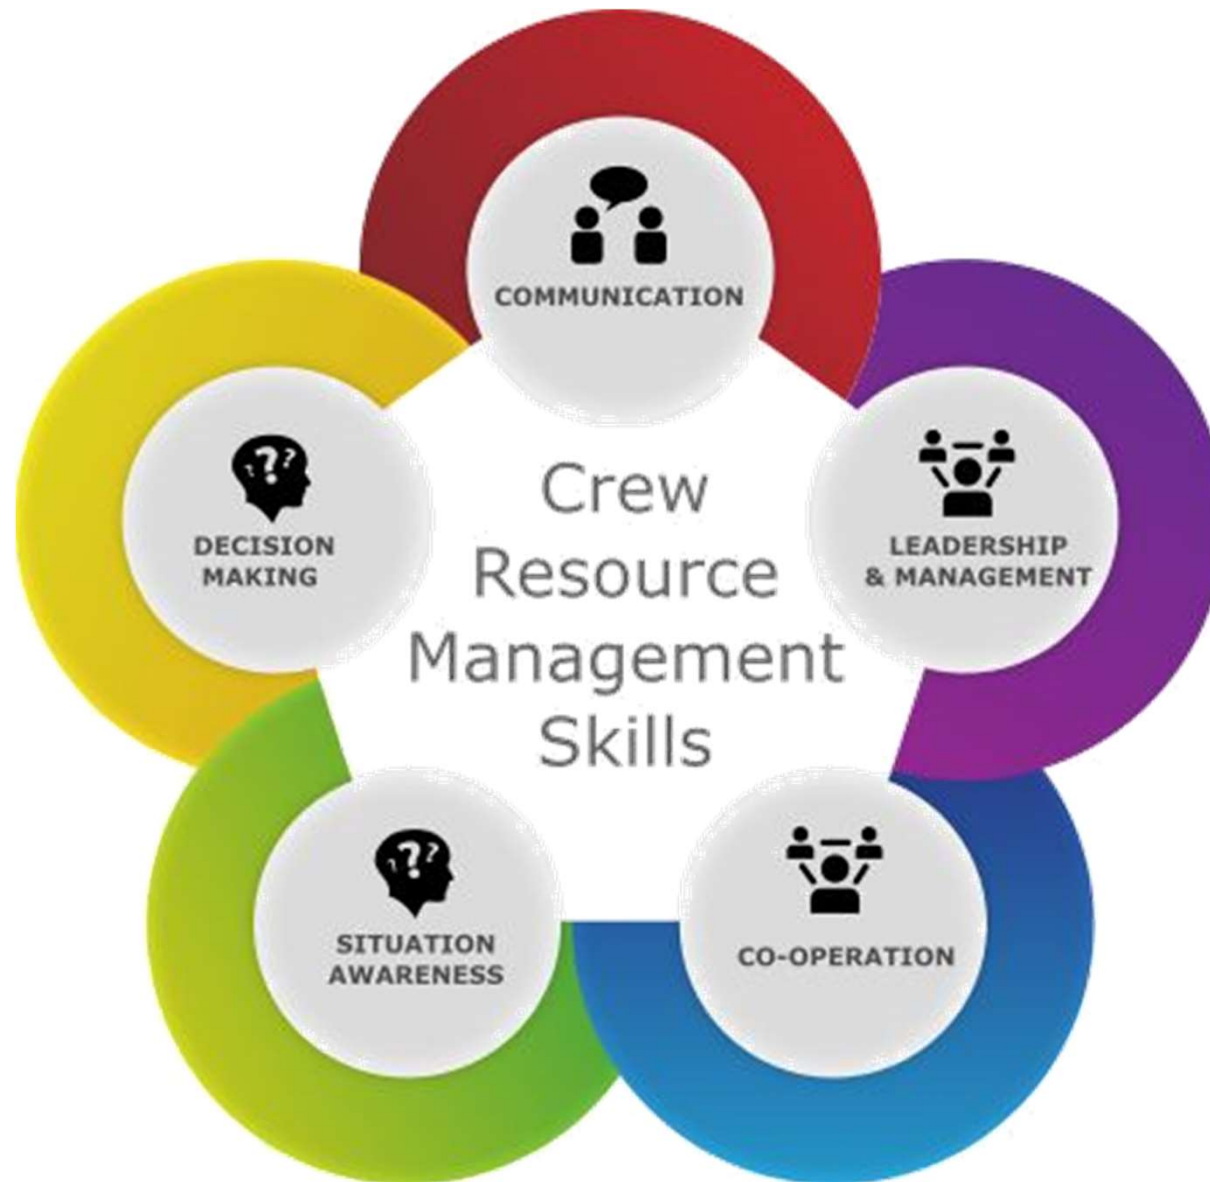 COMMUNICATION
LEADERSHIP
& MANAGEMENT
CO-OPERATION
SITUATION
AWARENESS
DECISION
MAKING
Crew
Resource
Management
Skills